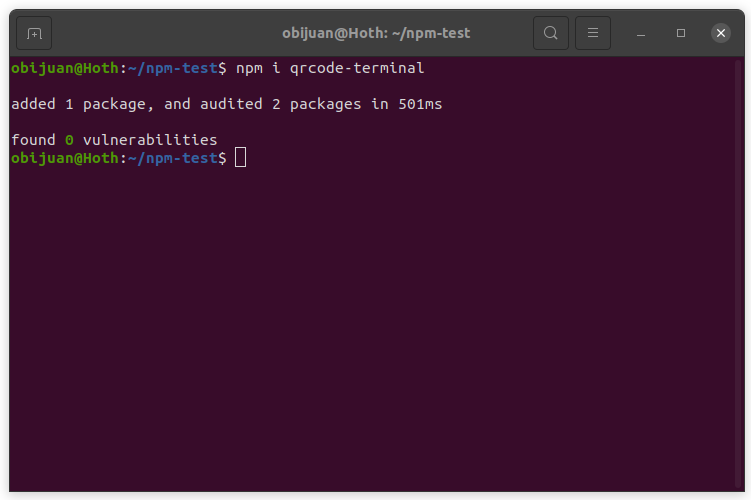 obijuan@Hoth: ~/npm-test
obijuan@Hoth:~/npm-test$ npm i qrcode-terminal
added 1 package, and audited 2 packages in 501ms
found 0 vulnerabilities
obijuan@Hoth:~/npm-test$